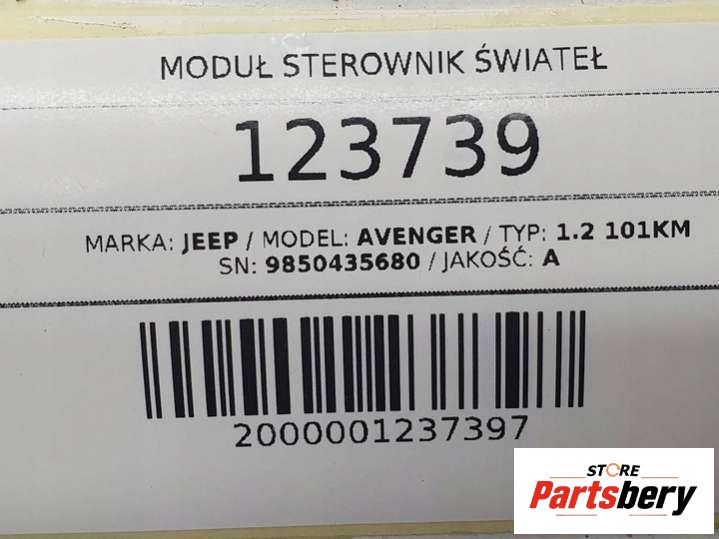 MODUŁ STEROWNIK ŚWIATEŁ
123739
MARKA: JEEP / MODEL: AVENGER / TYP: 1.2 101KM
SN: 9850435680 / JAKOŚĆ: A
2000001237397
STORE
Partsbery